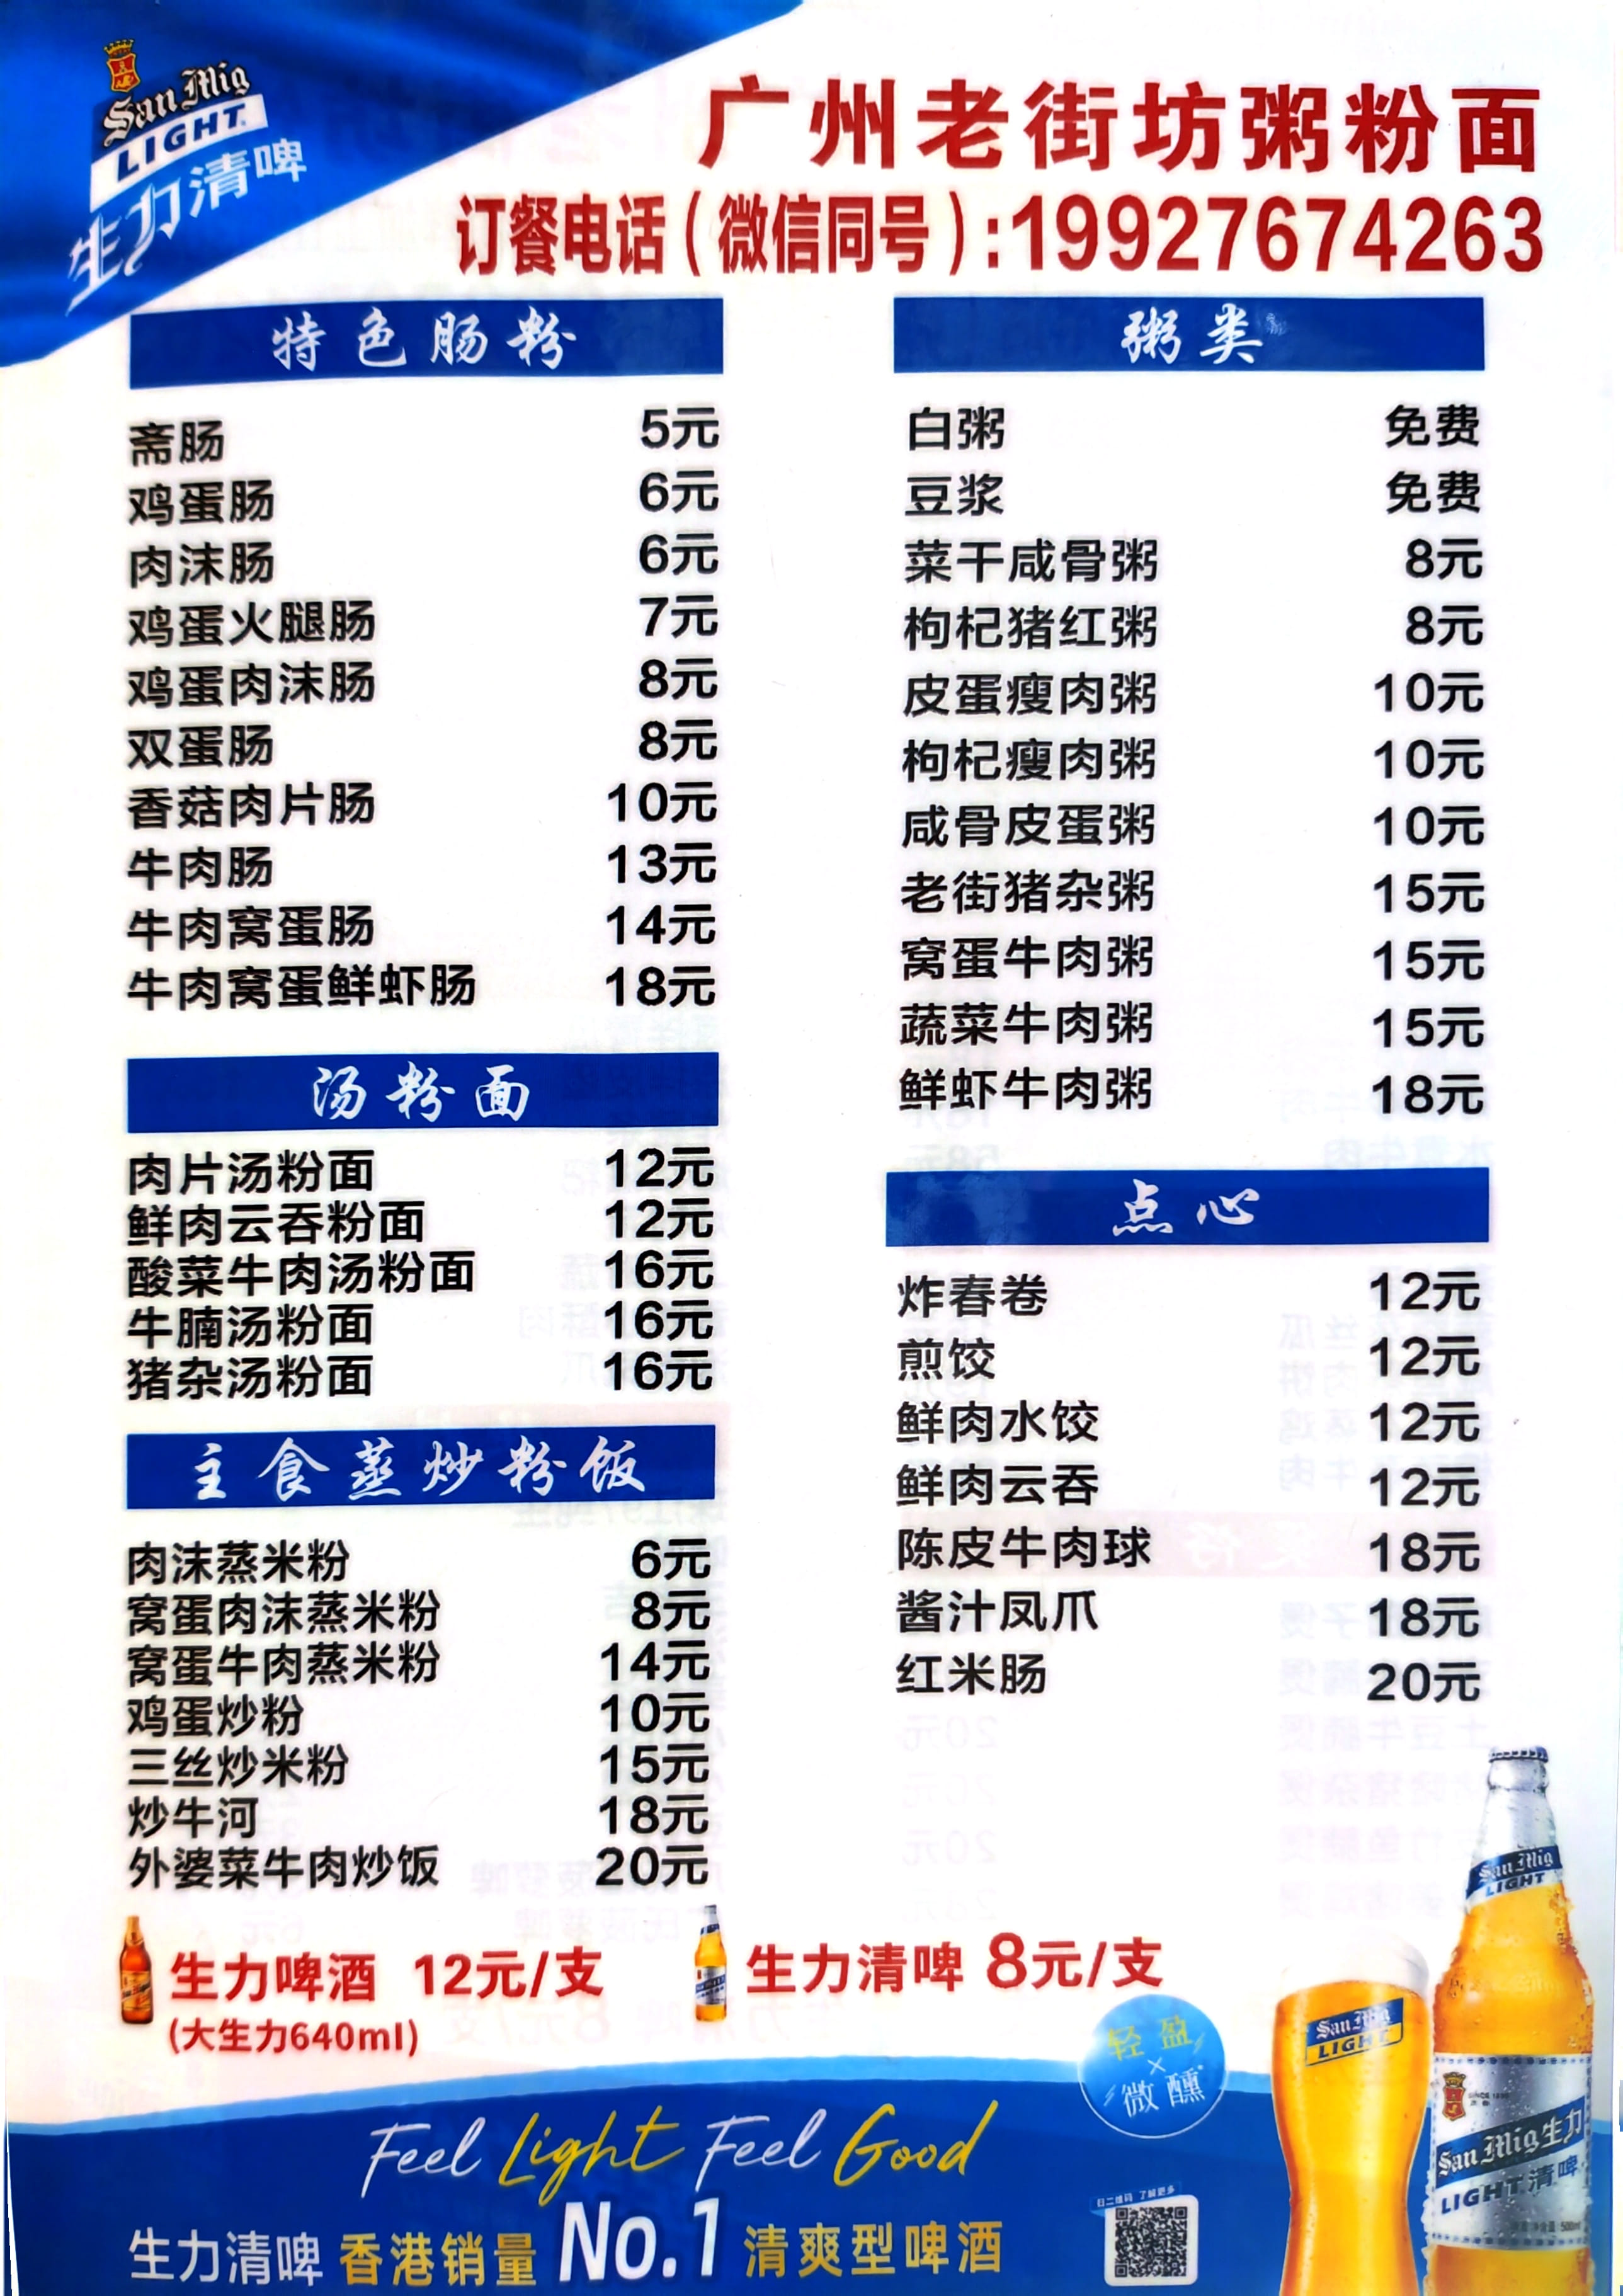 San Mig
LIGHT
生力清啤
广州老街坊粥粉面
订餐电话(微信同号):19927674263
特色肠粉
斋肠 5元
鸡蛋肠 6元
肉沫肠 6元
鸡蛋火腿肠 7元
鸡蛋肉沫肠 8元
双蛋肠 8元
香菇肉片肠 10元
牛肉肠 13元
牛肉窝蛋肠 14元
牛肉窝蛋鲜虾肠 18元
汤粉面
肉片汤粉面 12元
鲜肉云吞粉面 12元
酸菜牛肉汤粉面 16元
牛腩汤粉面 16元
猪杂汤粉面 16元
主食蒸炒粉饭
肉沫蒸米粉 6元
窝蛋肉沫蒸米粉 8元
窝蛋牛肉蒸米粉 14元
鸡蛋炒粉 10元
三丝炒米粉 15元
炒牛河 18元
外婆菜牛肉炒饭 20元
粥类
白粥 免费
豆浆 免费
菜干咸骨粥 8元
枸杞猪红粥 8元
皮蛋瘦肉粥 10元
枸杞瘦肉粥 10元
咸骨皮蛋粥 10元
老街猪杂粥 15元
窝蛋牛肉粥 15元
蔬菜牛肉粥 15元
鲜虾牛肉粥 18元
点心
炸春卷 12元
煎饺 12元
鲜肉水饺 12元
鲜肉云吞 12元
陈皮牛肉球 18元
酱汁凤爪 18元
红米肠 20元
生力啤酒 12元/支
(大生力640ml)
生力清啤 8元/支
轻盈
×
微醺
Feel Light Feel Good
生力清啤 香港销量 No.1 清爽型啤酒
扫二维码 了解更多
San Mig
LIGHT
San Mig
LIGHT
San Mig 生力
LIGHT 清啤